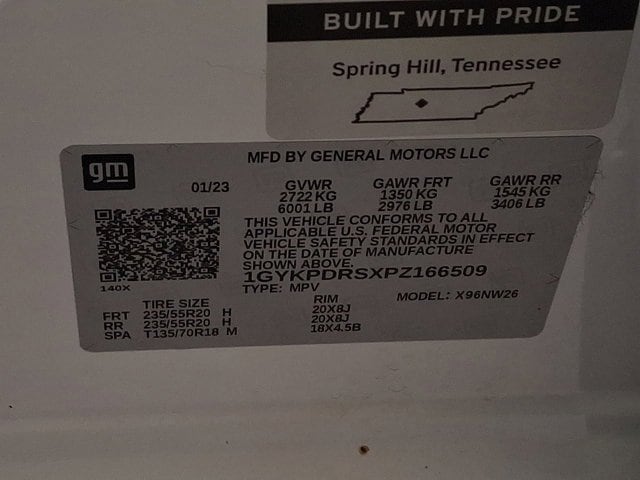 BUILT WITH PRIDE
Spring Hill, Tennessee
gm
MFD BY GENERAL MOTORS LLC
01/23 GVWR GAWR FRT GAWR RR
2722 KG 1350 KG 1545 KG
6001 LB 2976 LB 3406 LB
THIS VEHICLE CONFORMS TO ALL
APPLICABLE U.S. FEDERAL MOTOR
VEHICLE SAFETY STANDARDS IN EFFECT
ON THE DATE OF MANUFACTURE
SHOWN ABOVE.
1GYKPDRSXPZ166509
140X
TYPE: MPV MODEL: X96NW26
TIRE SIZE RIM
FRT 235/55R20 H 20X8J
RR 235/55R20 H 20X8J
SPA T135/70R18 M 18X4.5B